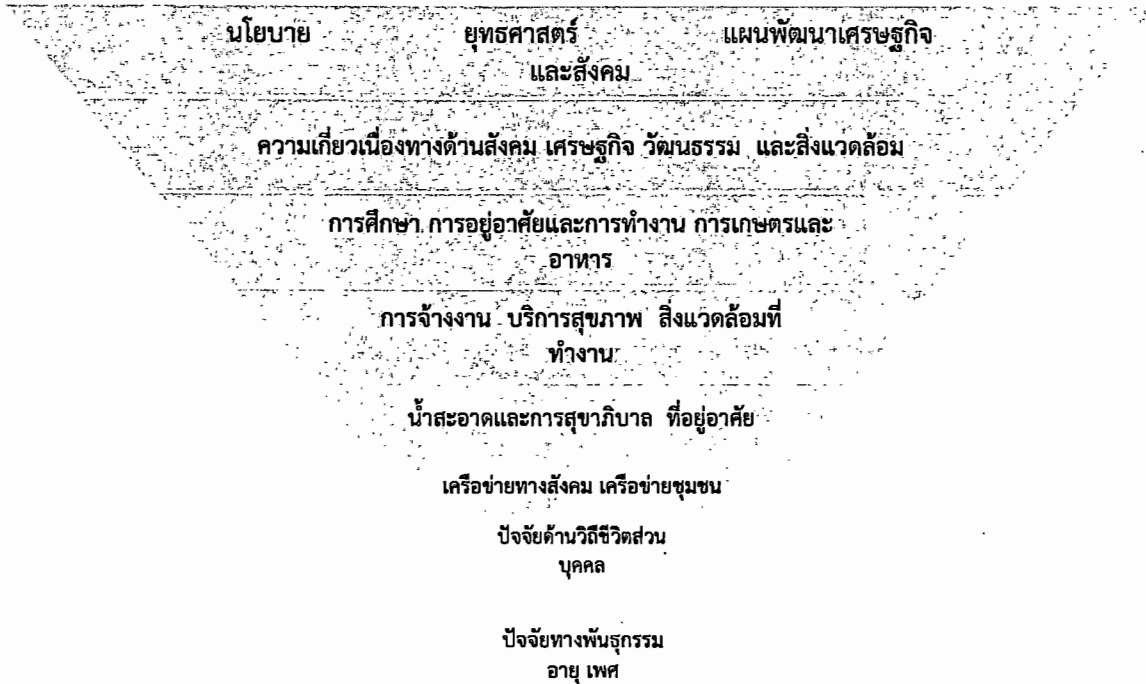 นโยบาย ยุทธศาสตร์ แผนพัฒนาเศรษฐกิจ
และสังคม
ความเกี่ยวเนื่องทางด้านสังคม เศรษฐกิจ วัฒนธรรม และสิ่งแวดล้อม
การศึกษา การอยู่อาศัยและการทำงาน การเกษตรและ
อาหาร
การจ้างงาน บริการสุขภาพ สิ่งแวดล้อมที่
ทำงาน
น้ำสะอาดและการสุขาภิบาล ที่อยู่อาศัย
เครือข่ายทางสังคม เครือข่ายชุมชน
ปัจจัยด้านวิถีชีวิตส่วน
บุคคล
ปัจจัยทางพันธุกรรม
อายุ เพศ